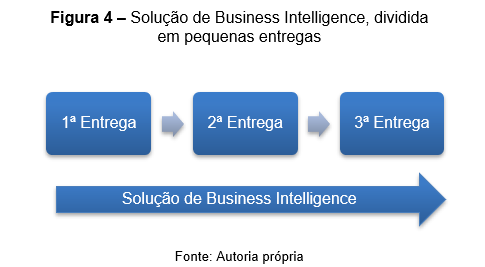 Figura 4 – Solução de Business Intelligence, dividida
em pequenas entregas
1ª Entrega
2ª Entrega
3ª Entrega
Solução de Business Intelligence
Fonte: Autoria própria